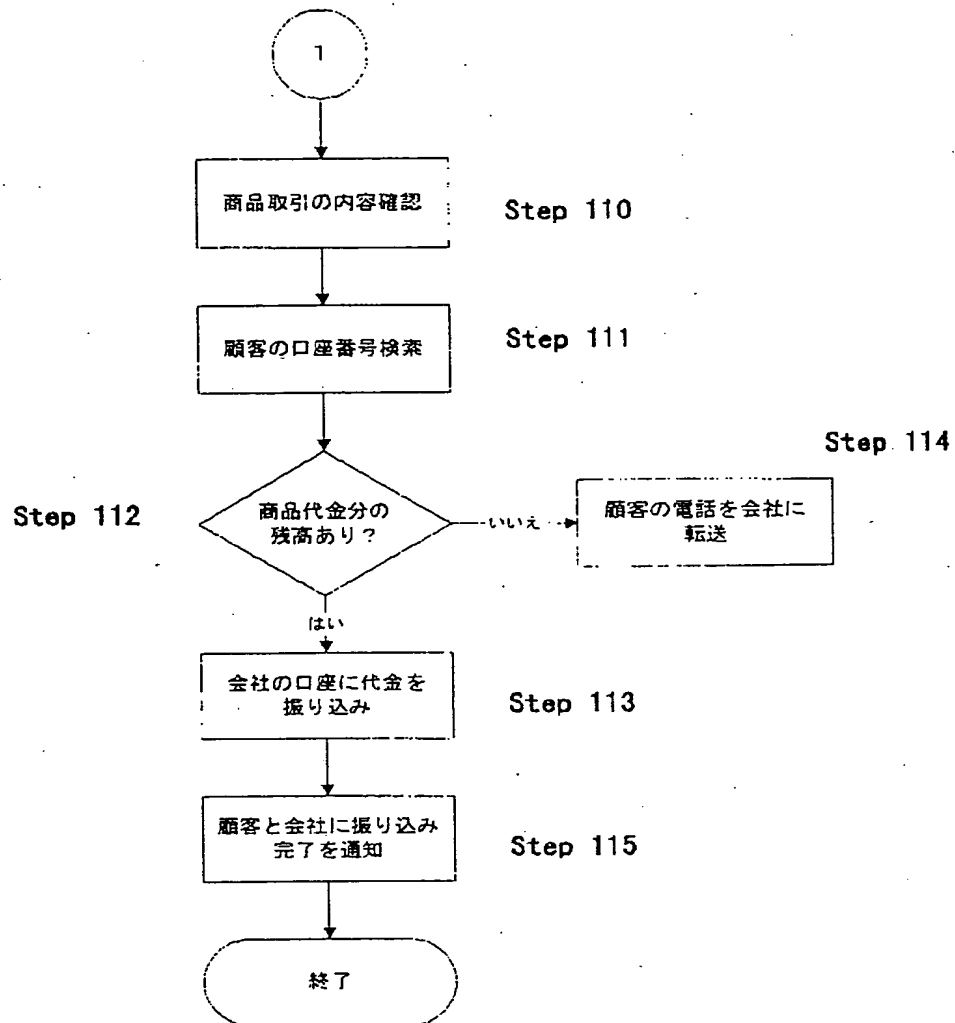 1
商品取引の内容確認
Step 110
顧客の口座番号検索
Step 111
Step 114
Step 112
商品代金分の
残高あり？
いいえ
顧客の電話を会社に
転送
はい
会社の口座に代金を
振り込み
Step 113
顧客と会社に振り込み
完了を通知
Step 115
終了